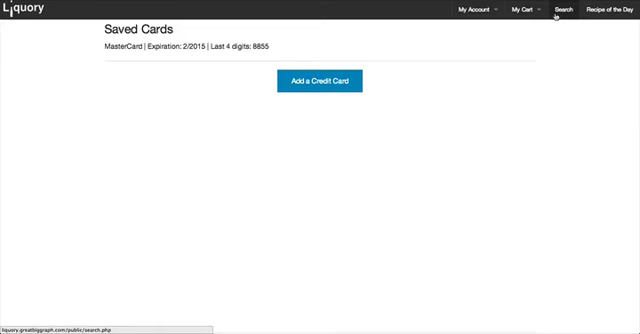 Liquory
My Account My Cart Search Recipe of the Day
Saved Cards
MasterCard | Expiration: 2/2015 | Last 4 digits: 8855
Add a Credit Card
liquory.greatbiggraph.com/public/search.php